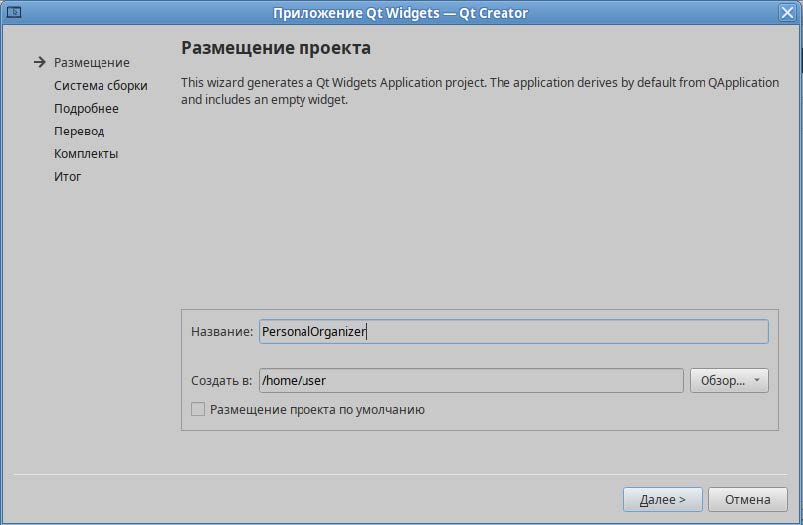 Приложение Qt Widgets — Qt Creator
Размещение
Система сборки
Подробнее
Перевод
Комплекты
Итог
Размещение проекта
This wizard generates a Qt Widgets Application project. The application derives by default from QApplication
and includes an empty widget.
Название: PersonalOrganizer
Создать в: /home/user Обзор...
Размещение проекта по умолчанию
Далее > Отмена